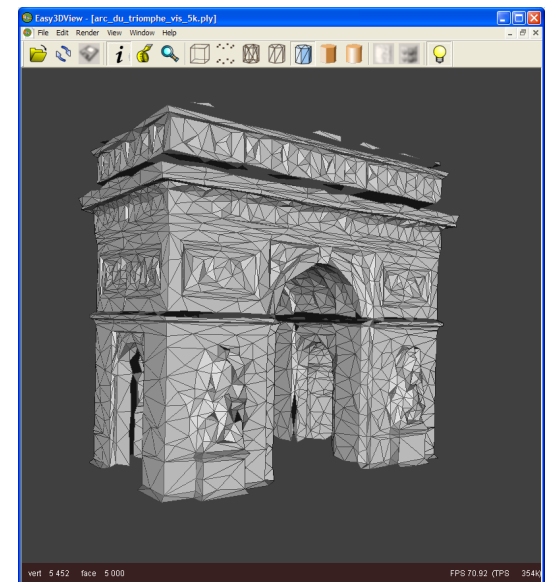 Easy3DView - [arc_du_triomphe_vis_5k.ply]
File Edit Render View Window Help
vert 5 452 face 5 000 FPS 70.92 (TPS 354k)